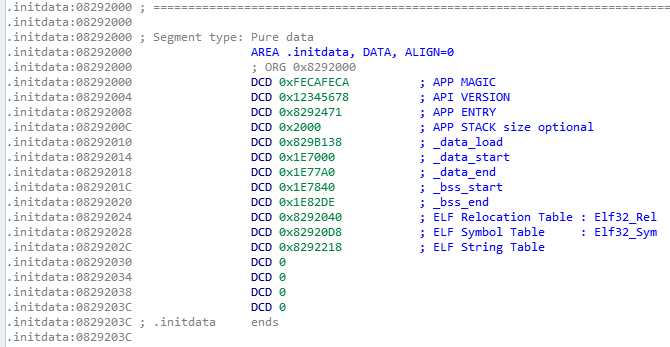 .initdata:08292000 ; ===========================================================================
.initdata:08292000
.initdata:08292000 ; Segment type: Pure data
.initdata:08292000 AREA .initdata, DATA, ALIGN=0
.initdata:08292000 ; ORG 0x8292000
.initdata:08292000 DCD 0xFECAFECA ; APP MAGIC
.initdata:08292004 DCD 0x12345678 ; API VERSION
.initdata:08292008 DCD 0x8292471 ; APP ENTRY
.initdata:0829200C DCD 0x2000 ; APP STACK size optional
.initdata:08292010 DCD 0x829B138 ; _data_load
.initdata:08292014 DCD 0x1E7000 ; _data_start
.initdata:08292018 DCD 0x1E77A0 ; _data_end
.initdata:0829201C DCD 0x1E7840 ; _bss_start
.initdata:08292020 DCD 0x1E82DE ; _bss_end
.initdata:08292024 DCD 0x8292040 ; ELF Relocation Table : Elf32_Rel
.initdata:08292028 DCD 0x82920D8 ; ELF Symbol Table : Elf32_Sym
.initdata:0829202C DCD 0x8292218 ; ELF String Table
.initdata:08292030 DCD 0
.initdata:08292034 DCD 0
.initdata:08292038 DCD 0
.initdata:0829203C DCD 0
.initdata:0829203C ; .initdata ends
.initdata:0829203C